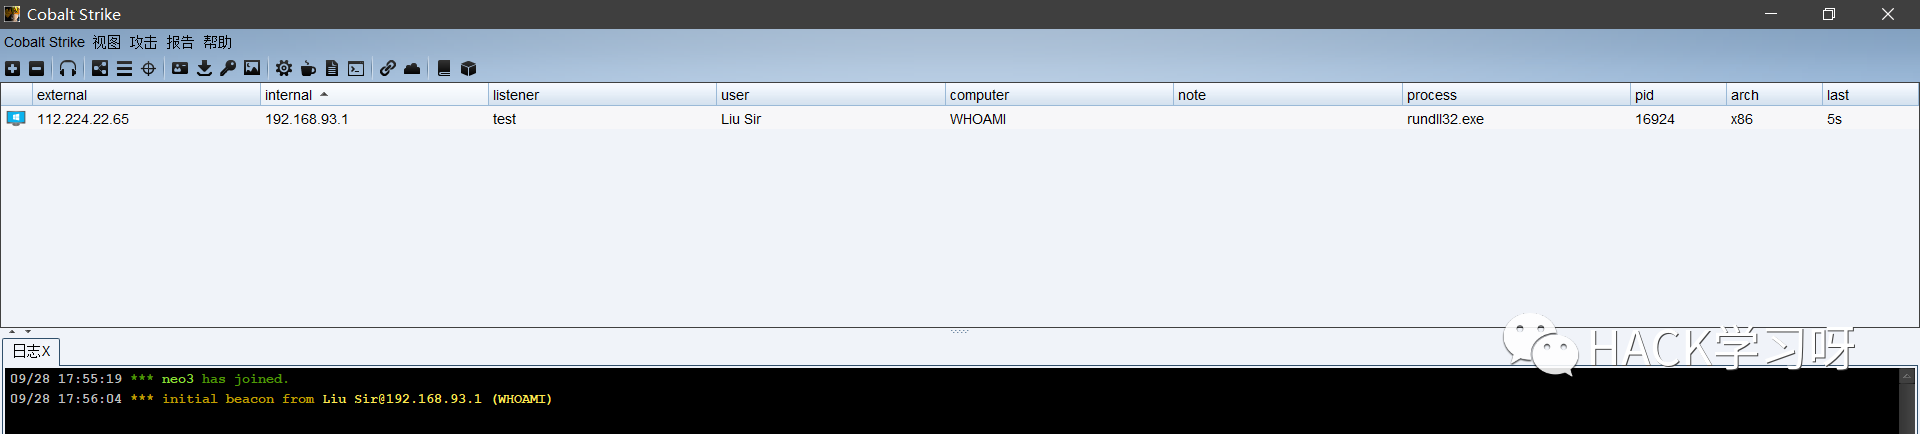 Cobalt Strike
Cobalt Strike 视图 攻击 报告 帮助
external internal listener user computer note process pid arch last
112.224.22.65 192.168.93.1 test Liu Sir WHOAMI rundll32.exe 16924 x86 5s
HACK学习呀
日志X
09/28 17:55:19 *** neo3 has joined.
09/28 17:56:04 *** initial beacon from Liu Sir@192.168.93.1 (WHOAMI)